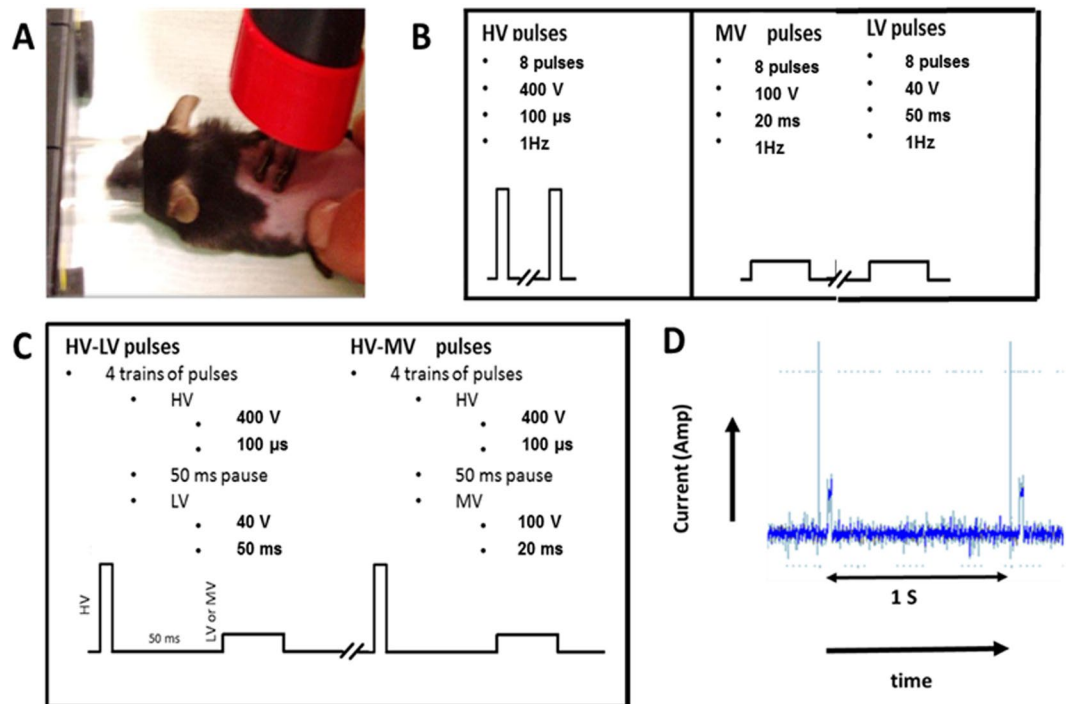 A
B
HV pulses
• 8 pulses
• 400 V
• 100 µs
• 1Hz
MV pulses
• 8 pulses
• 100 V
• 20 ms
• 1Hz
LV pulses
• 8 pulses
• 40 V
• 50 ms
• 1Hz
C
HV-LV pulses
• 4 trains of pulses
• HV
• 400 V
• 100 µs
• 50 ms pause
• LV
• 40 V
• 50 ms
HV-MV pulses
• 4 trains of pulses
• HV
• 400 V
• 100 µs
• 50 ms pause
• MV
• 100 V
• 20 ms
HV
50 ms
LV or MV
D
Current (Amp)
1 S
time